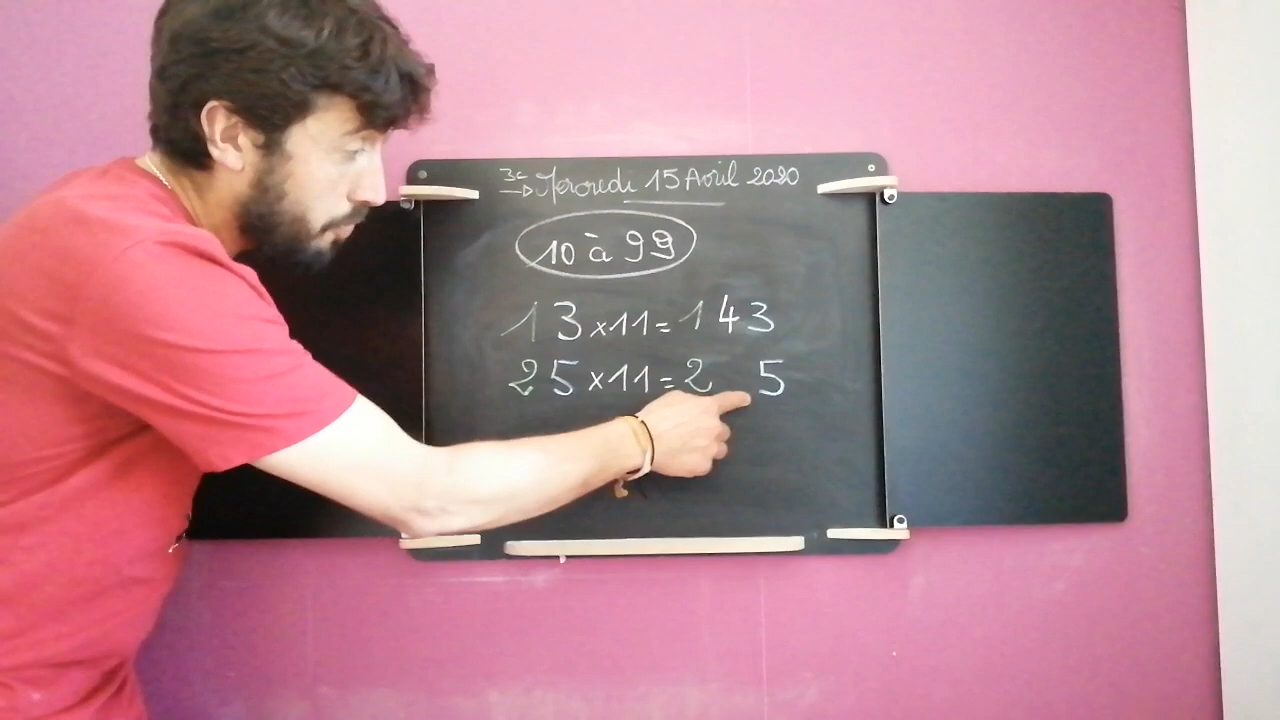 3e
→ Mercredi 15 Avril 2020
10 à 99
13 x 11 = 143
25 x 11 = 2 5